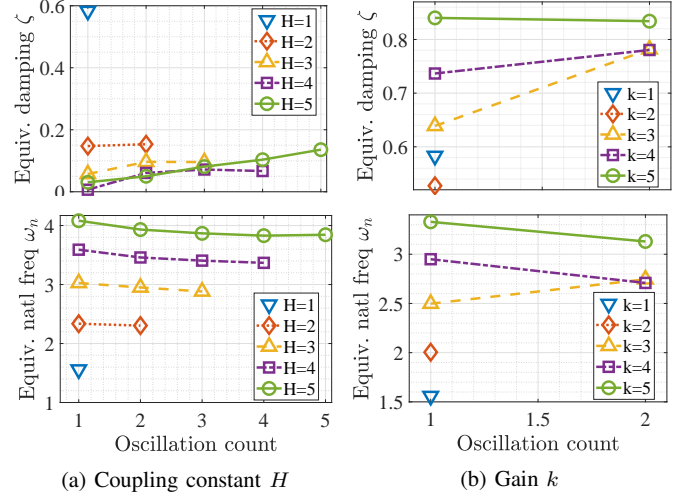 Equiv. damping ζ
0.6
0.4
0.2
0
H=1
H=2
H=3
H=4
H=5
Equiv. natl freq ω_n
4
3
2
1
H=1
H=2
H=3
H=4
H=5
1 2 3 4 5
Oscillation count
(a) Coupling constant H
Equiv. damping ζ
0.8
0.7
0.6
k=1
k=2
k=3
k=4
k=5
Equiv. natl freq ω_n
3
2.5
2
1.5
k=1
k=2
k=3
k=4
k=5
1 1.5 2
Oscillation count
(b) Gain k